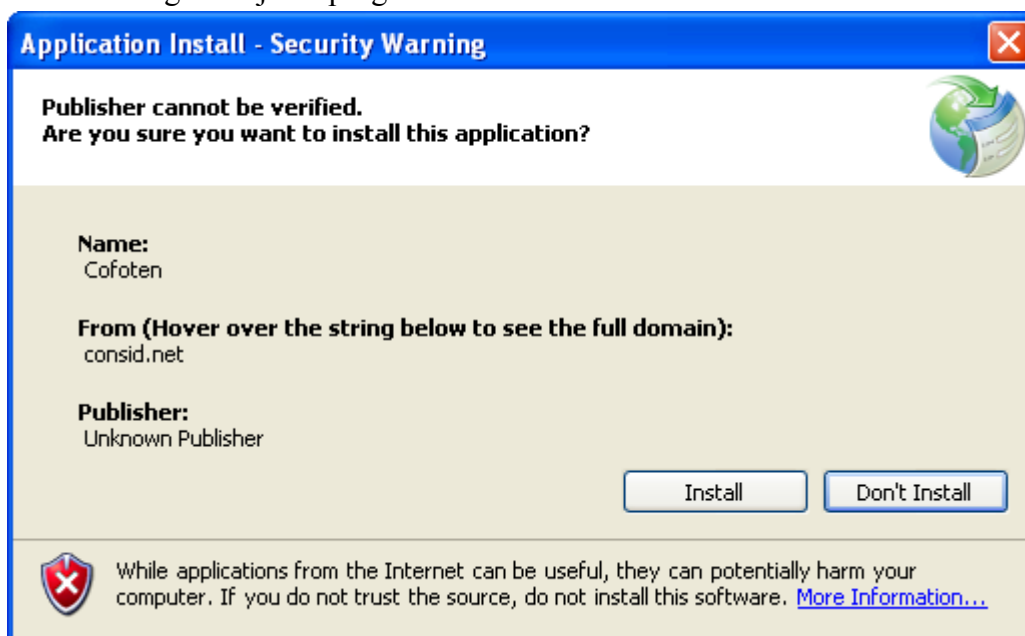 Application Install - Security Warning
Publisher cannot be verified.
Are you sure you want to install this application?
Name:
Cofoten
From (Hover over the string below to see the full domain):
consid.net
Publisher:
Unknown Publisher
Install
Don't Install
While applications from the Internet can be useful, they can potentially harm your
computer. If you do not trust the source, do not install this software. More Information...